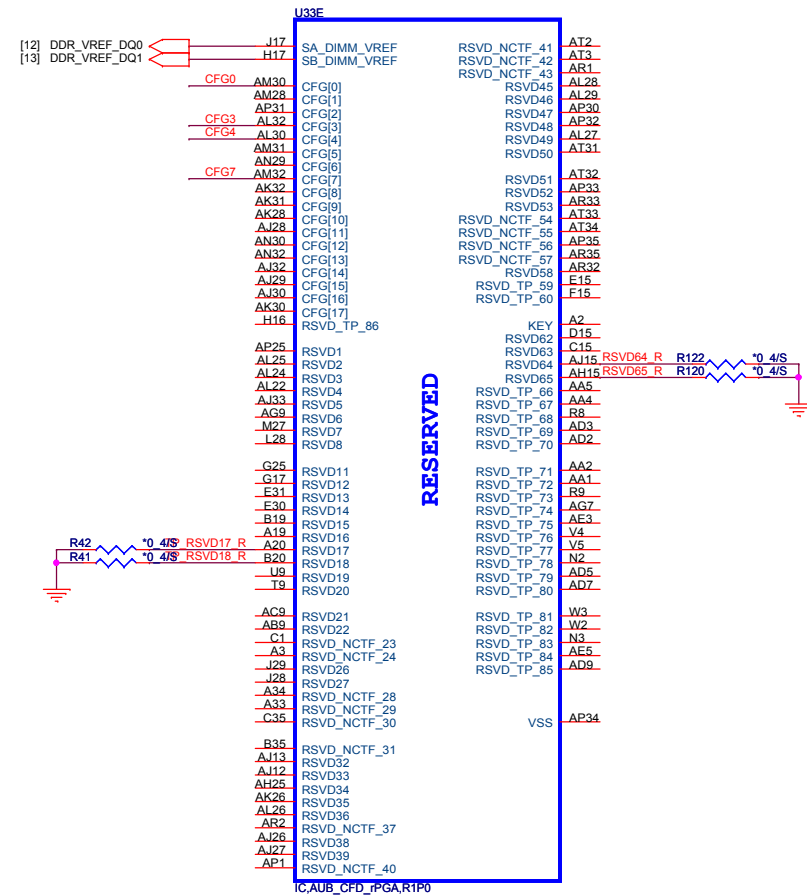 U33E
[12] DDR_VREF_DQ0 J17 SA_DIMM_VREF
[13] DDR_VREF_DQ1 H17 SB_DIMM_VREF
CFG0 AM30 CFG[0]
AM28 CFG[1]
AP31 CFG[2]
CFG3 AL32 CFG[3]
CFG4 AL30 CFG[4]
AM31 CFG[5]
AN29 CFG[6]
CFG7 AM32 CFG[7]
AK32 CFG[8]
AK31 CFG[9]
AK28 CFG[10]
AJ28 CFG[11]
AN30 CFG[12]
AN32 CFG[13]
AJ32 CFG[14]
AJ29 CFG[15]
AJ30 CFG[16]
AK30 CFG[17]
H16 RSVD_TP_86
AP25 RSVD1
AL25 RSVD2
AL24 RSVD3
AL22 RSVD4
AJ33 RSVD5
AG9 RSVD6
M27 RSVD7
L28 RSVD8
G25 RSVD11
G17 RSVD12
E31 RSVD13
E30 RSVD14
B19 RSVD15
A19 RSVD16
R42 *0_4/S TP_RSVD17_R A20 RSVD17
R41 *0_4/S TP_RSVD18_R B20 RSVD18
U9 RSVD19
T9 RSVD20
AC9 RSVD21
AB9 RSVD22
C1 RSVD_NCTF_23
A3 RSVD_NCTF_24
J29 RSVD26
J28 RSVD27
A34 RSVD_NCTF_28
A33 RSVD_NCTF_29
C35 RSVD_NCTF_30
B35 RSVD_NCTF_31
AJ13 RSVD32
AJ12 RSVD33
AH25 RSVD34
AK26 RSVD35
AL26 RSVD36
AR2 RSVD_NCTF_37
AJ26 RSVD38
AJ27 RSVD39
AP1 RSVD_NCTF_40
RESERVED
RSVD_NCTF_41 AT2
RSVD_NCTF_42 AT3
RSVD_NCTF_43 AR1
RSVD45 AL28
RSVD46 AL29
RSVD47 AP30
RSVD48 AP32
RSVD49 AL27
RSVD50 AT31
RSVD51 AT32
RSVD52 AP33
RSVD53 AR33
RSVD_NCTF_54 AT33
RSVD_NCTF_55 AT34
RSVD_NCTF_56 AP35
RSVD_NCTF_57 AR35
RSVD58 AR32
RSVD_TP_59 E15
RSVD_TP_60 F15
KEY A2
RSVD62 D15
RSVD63 C15
RSVD64 AJ15 RSVD64_R R122 *0_4/S
RSVD65 AH15 RSVD65_R R120 *0_4/S
RSVD_TP_66 AA5
RSVD_TP_67 AA4
RSVD_TP_68 R8
RSVD_TP_69 AD3
RSVD_TP_70 AD2
RSVD_TP_71 AA2
RSVD_TP_72 AA1
RSVD_TP_73 R9
RSVD_TP_74 AG7
RSVD_TP_75 AE3
RSVD_TP_76 V4
RSVD_TP_77 V5
RSVD_TP_78 N2
RSVD_TP_79 AD5
RSVD_TP_80 AD7
RSVD_TP_81 W3
RSVD_TP_82 W2
RSVD_TP_83 N3
RSVD_TP_84 AE5
RSVD_TP_85 AD9
VSS AP34
IC,AUB_CFD_rPGA,R1P0